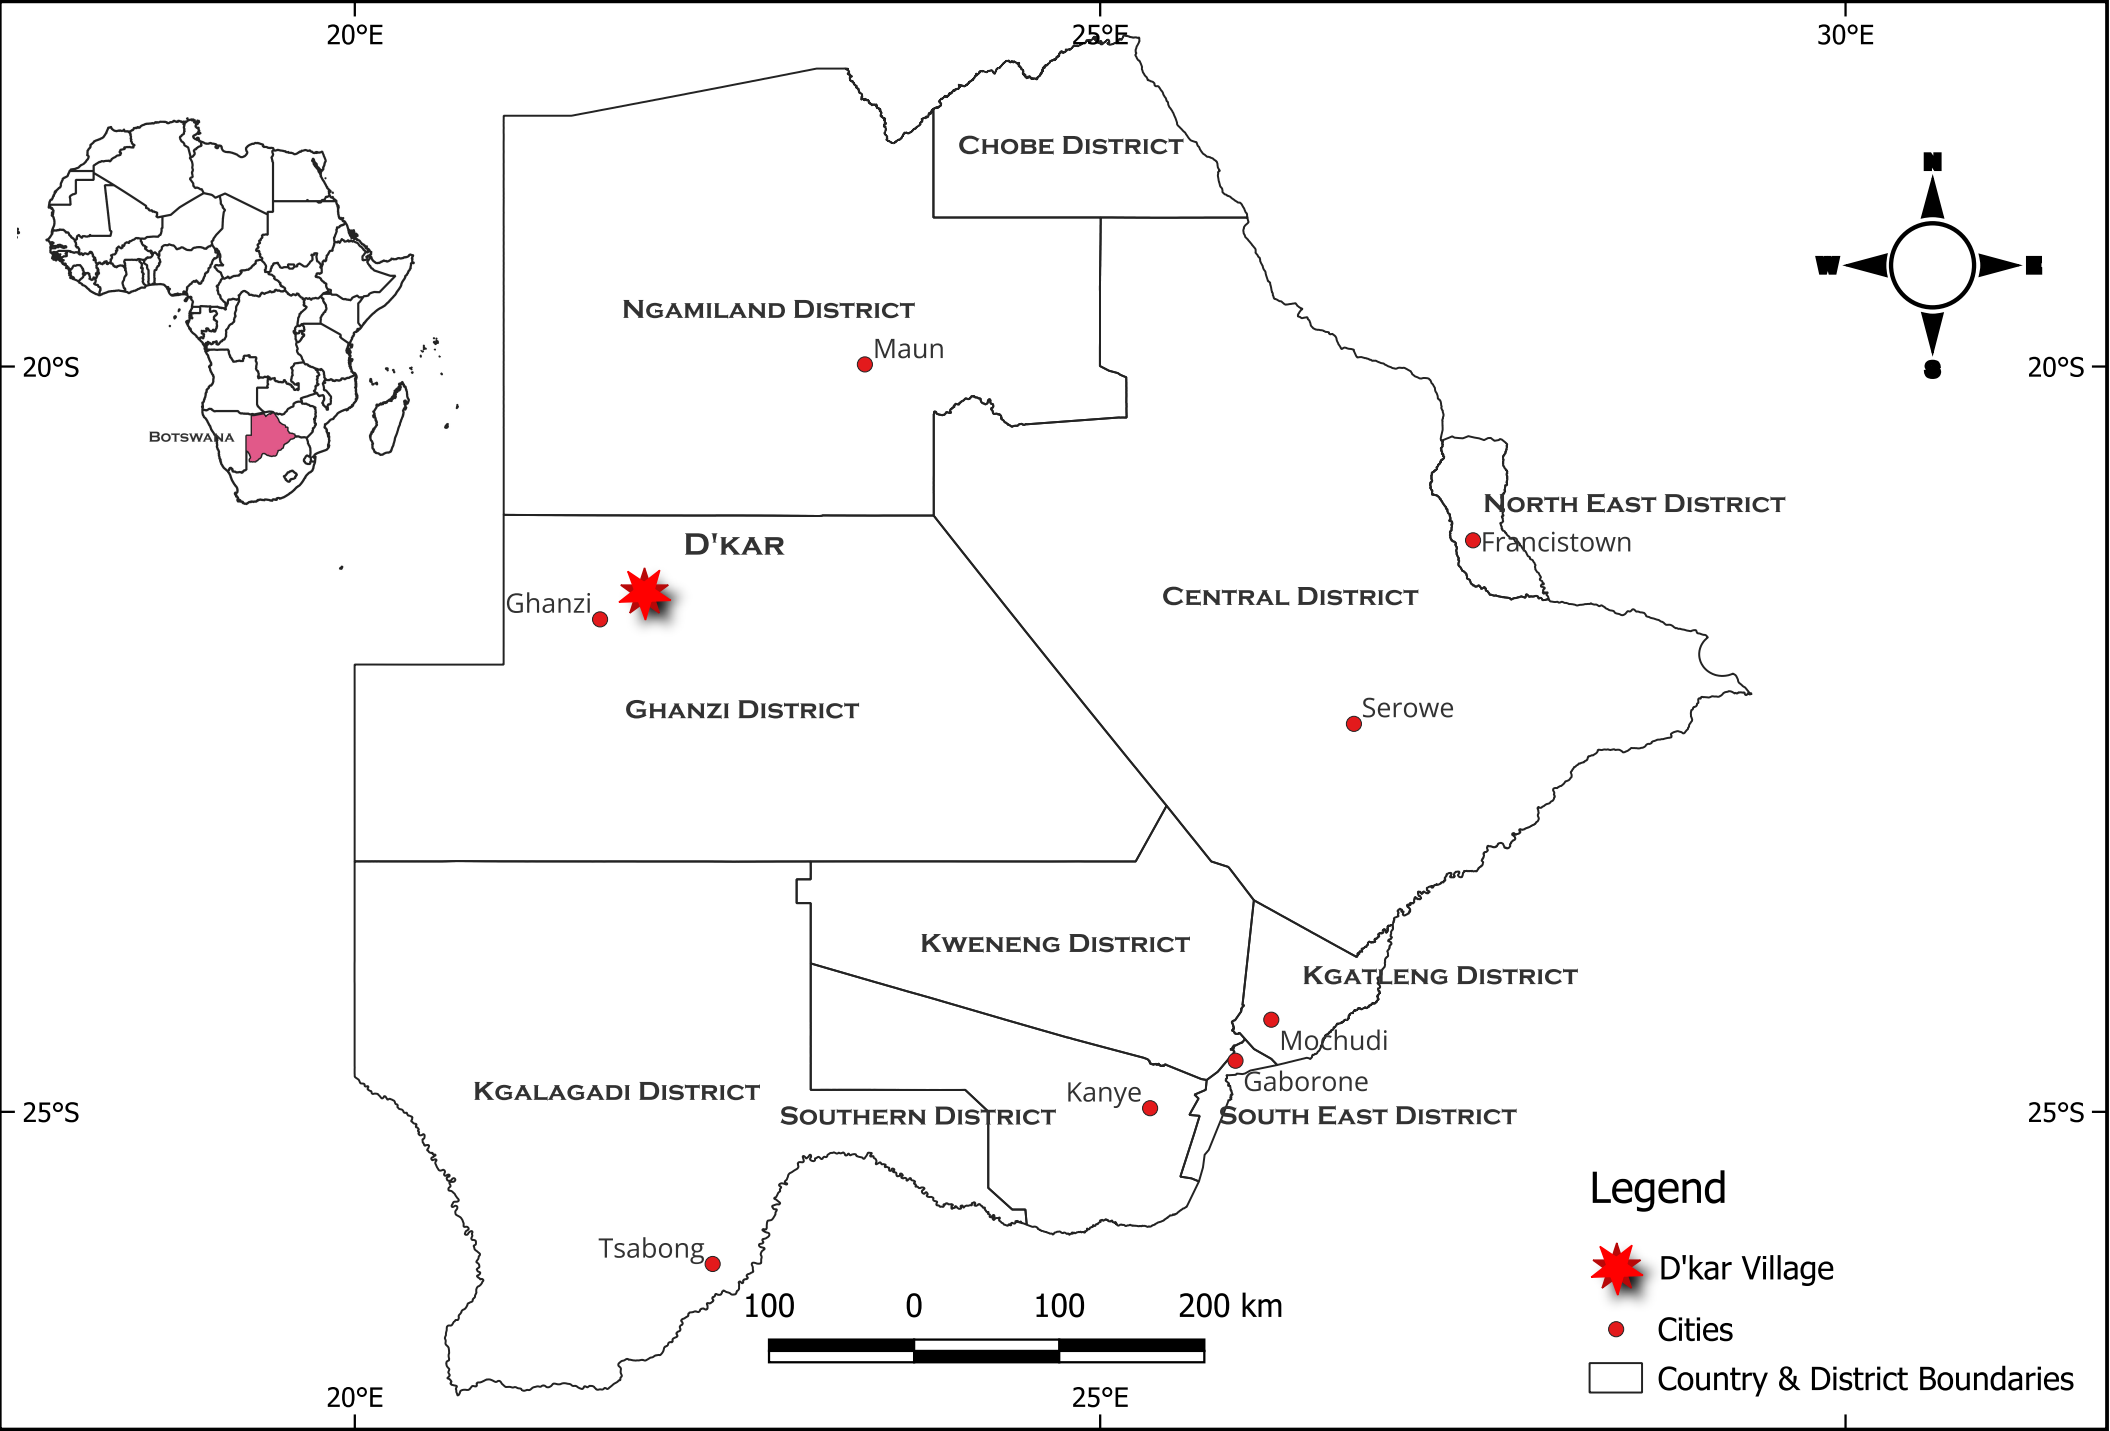 20°E
25°E
30°E
N
W
E
S
CHOBE DISTRICT
NGAMILAND DISTRICT
Maun
20°S
20°S
BOTSWANA
NORTH EAST DISTRICT
Francistown
D'KAR
Ghanzi
CENTRAL DISTRICT
GHANZI DISTRICT
Serowe
KWENENG DISTRICT
KGATLENG DISTRICT
Mochudi
Gaborone
KGALAGADI DISTRICT
Kanye
SOUTHERN DISTRICT
SOUTH EAST DISTRICT
25°S
25°S
Tsabong
100 0 100 200 km
Legend
D'kar Village
Cities
Country & District Boundaries
20°E
25°E